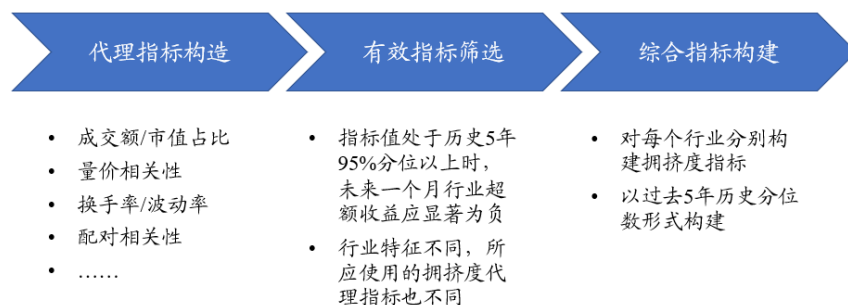 代理指标构造
有效指标筛选
综合指标构建
• 成交额/市值占比
• 量价相关性
• 换手率/波动率
• 配对相关性
• ……
• 指标值处于历史5年
95%分位以上时，
未来一个月行业超
额收益应显著为负
• 行业特征不同，所
应使用的拥挤度代
理指标也不同
• 对每个行业分别构
建拥挤度指标
• 以过去5年历史分位
数形式构建